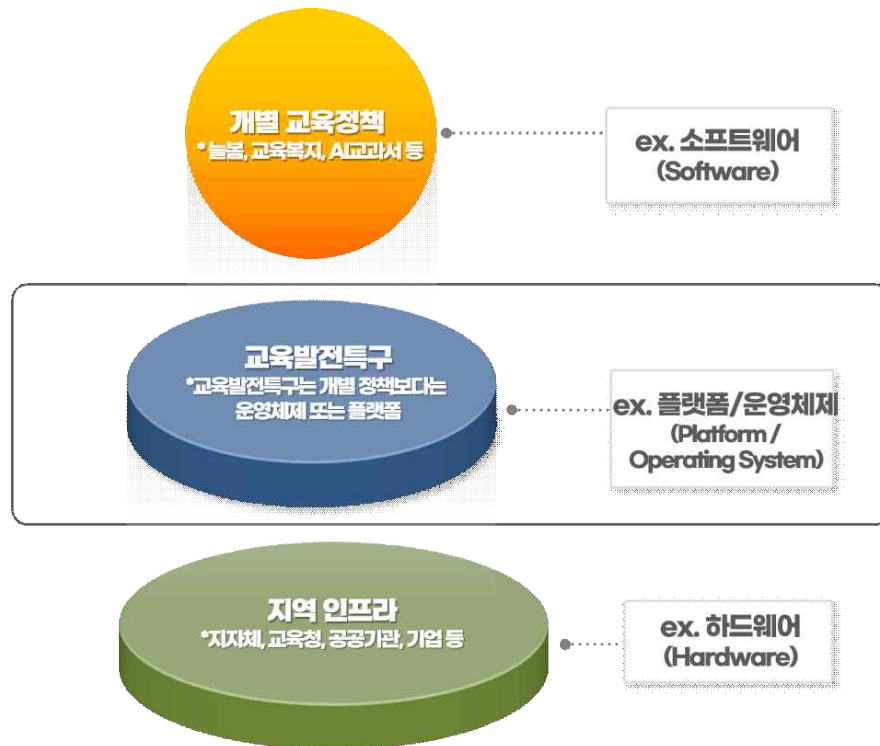 개별 교육정책
* 늘봄, 교육복지, AI교과서 등
ex. 소프트웨어
(Software)
교육발전특구
*교육발전특구는 개별 정책보다는
운영체제 또는 플랫폼
ex. 플랫폼/운영체제
(Platform /
Operating System)
지역 인프라
*지자체, 교육청, 공공기관, 기업 등
ex. 하드웨어
(Hardware)